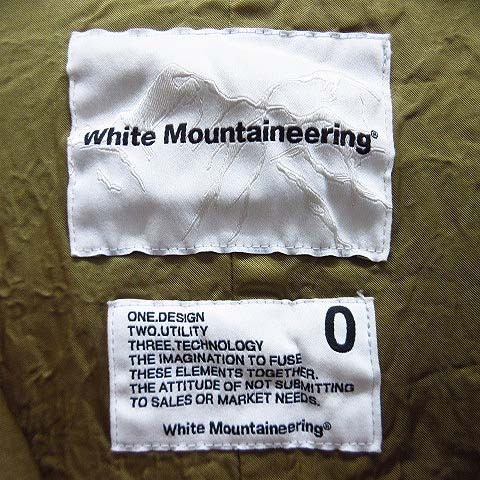 White Mountaineering®
ONE.DESIGN
TWO.UTILITY
THREE.TECHNOLOGY
THE IMAGINATION TO FUSE
THESE ELEMENTS TOGETHER.
THE ATTITUDE OF NOT SUBMITTING
TO SALES OR MARKET NEEDS.
0
White Mountaineering®